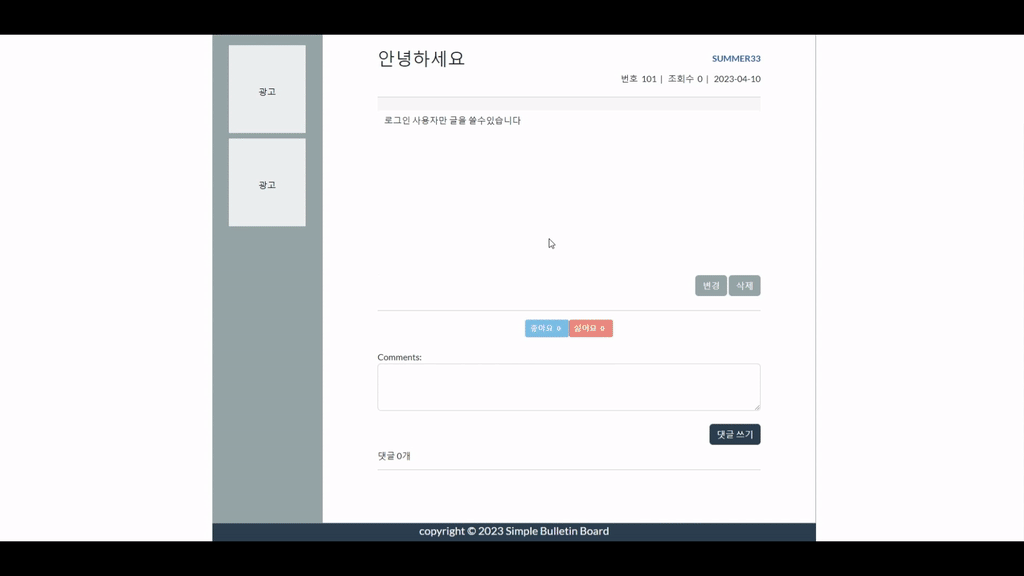 광고
광고
안녕하세요
SUMMER33
번호 101 | 조회수 0 | 2023-04-10
로그인 사용자만 글을 쓸수있습니다
변경 삭제
좋아요 0 싫어요 0
Comments:
댓글 쓰기
댓글 0개
copyright © 2023 Simple Bulletin Board